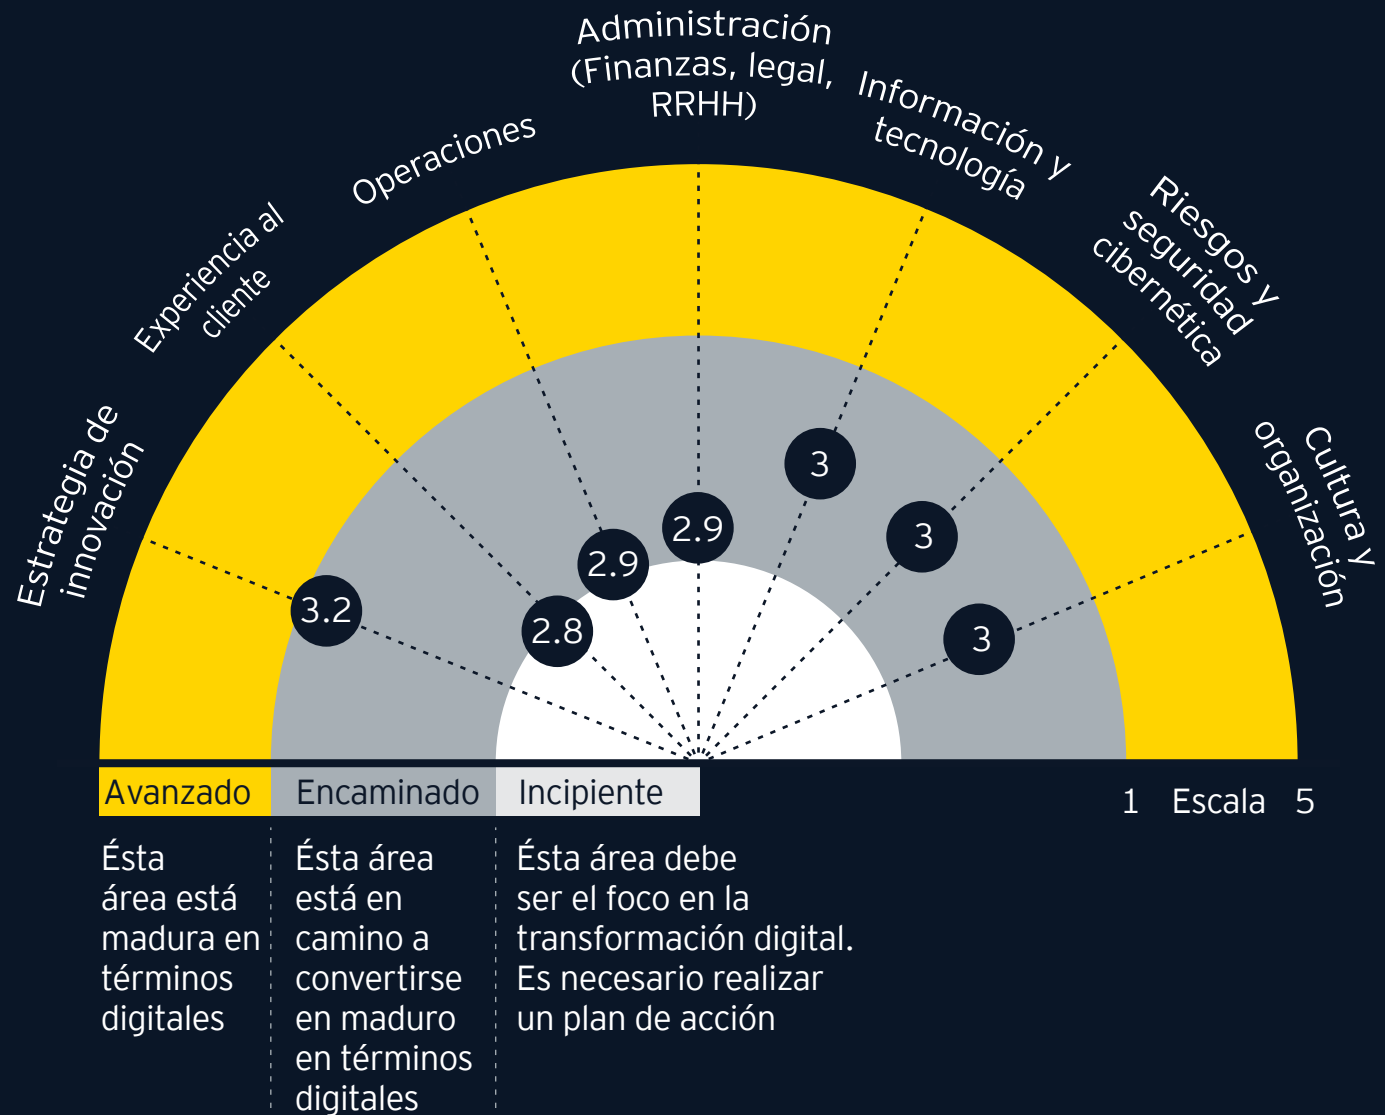 Administración
(Finanzas, legal,
RRHH)
Información y
tecnología
Operaciones
Riesgos y
seguridad
cibernética
Experiencia al
cliente
Estrategia de
innovación
Cultura y
organización
3.2
2.8
2.9
2.9
3
3
3
Avanzado
Encaminado
Incipiente
1 Escala 5
Ésta
área está
madura en
términos
digitales
Ésta área
está en
camino a
convertirse
en maduro
en términos
digitales
Ésta área debe
ser el foco en la
transformación digital.
Es necesario realizar
un plan de acción